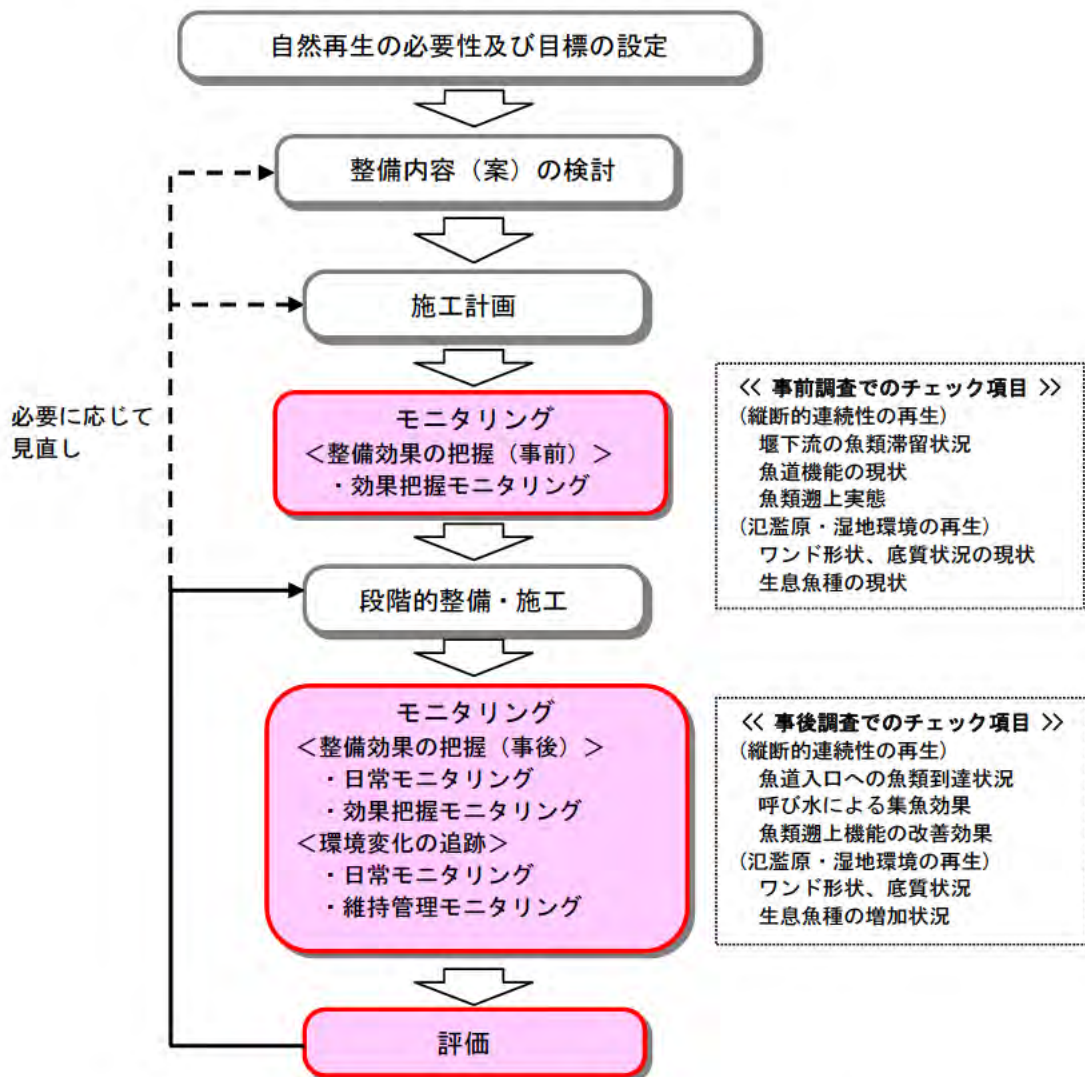 自然再生の必要性及び目標の設定
整備内容（案）の検討
施工計画
必要に応じて
見直し
モニタリング
＜整備効果の把握（事前）＞
・効果把握モニタリング
≪ 事前調査でのチェック項目 ≫
(縦断的連続性の再生)
堰下流の魚類滞留状況
魚道機能の現状
魚類遡上実態
(氾濫原・湿地環境の再生)
ワンド形状、底質状況の現状
生息魚種の現状
段階的整備・施工
モニタリング
＜整備効果の把握（事後）＞
・日常モニタリング
・効果把握モニタリング
＜環境変化の追跡＞
・日常モニタリング
・維持管理モニタリング
≪ 事後調査でのチェック項目 ≫
(縦断的連続性の再生)
魚道入口への魚類到達状況
呼び水による集魚効果
魚類遡上機能の改善効果
(氾濫原・湿地環境の再生)
ワンド形状、底質状況
生息魚種の増加状況
評価